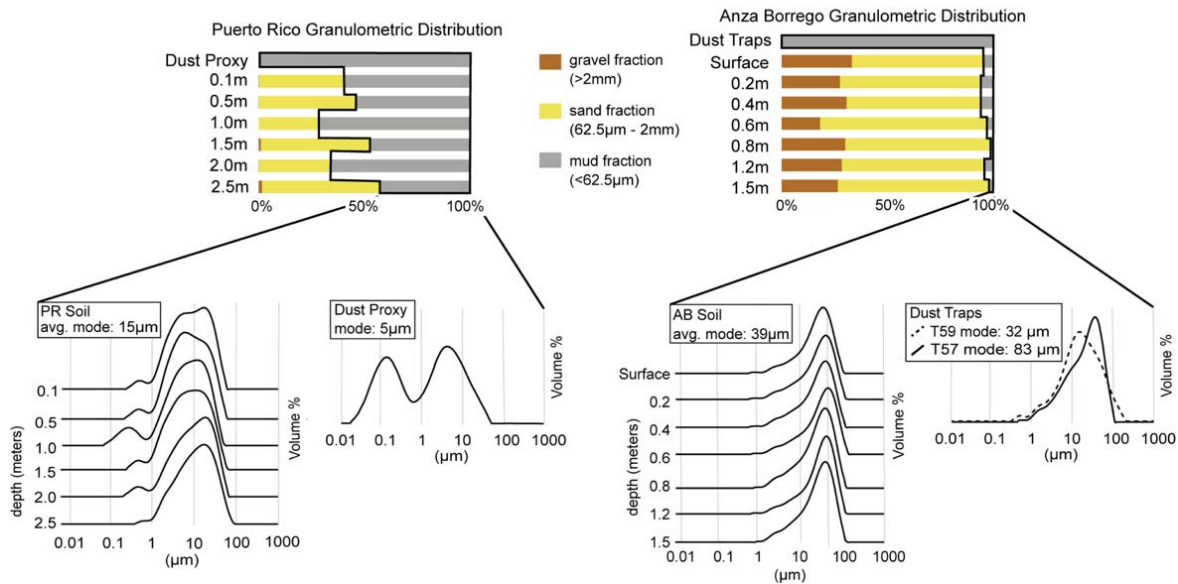 Puerto Rico Granulometric Distribution
Dust Proxy
0.1m
0.5m
1.0m
1.5m
2.0m
2.5m
0% 50% 100%
gravel fraction
(>2mm)
sand fraction
(62.5µm - 2mm)
mud fraction
(<62.5µm)
Anza Borrego Granulometric Distribution
Dust Traps
Surface
0.2m
0.4m
0.6m
0.8m
1.2m
1.5m
0% 50% 100%
PR Soil
avg. mode: 15µm
depth (meters)
0.1
0.5
1.0
1.5
2.0
2.5
0.01 0.1 1 10 100 1000
(µm)
Volume %
Dust Proxy
mode: 5µm
0.01 0.1 1 10 100 1000
(µm)
Volume %
AB Soil
avg. mode: 39µm
depth (meters)
Surface
0.2
0.4
0.6
0.8
1.2
1.5
0.01 0.1 1 10 100 1000
(µm)
Volume %
Dust Traps
T59 mode: 32 µm
T57 mode: 83 µm
0.01 0.1 1 10 100 1000
(µm)
Volume %